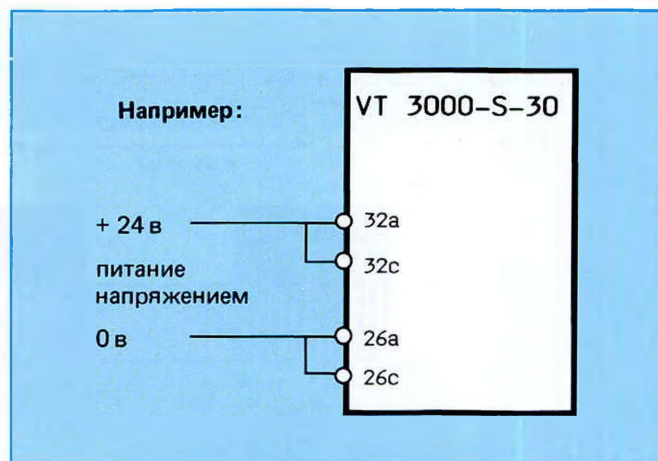 Например:
VT 3000-S-30
+ 24 в
32a
32c
питание
напряжением
0 в
26a
26c